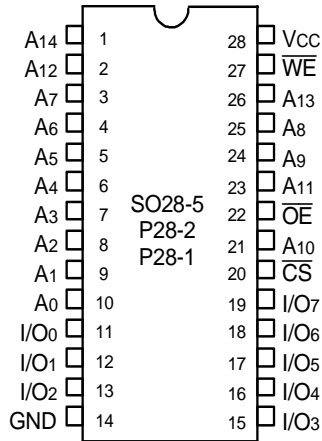 A14 1 28 VCC
A12 2 27 WE
A7 3 26 A13
A6 4 25 A8
A5 5 24 A9
A4 6 23 A11
A3 7 SO28-5 22 OE
A2 8 P28-2 21 A10
A1 9 P28-1 20 CS
A0 10 19 I/O7
I/O0 11 18 I/O6
I/O1 12 17 I/O5
I/O2 13 16 I/O4
GND 14 15 I/O3